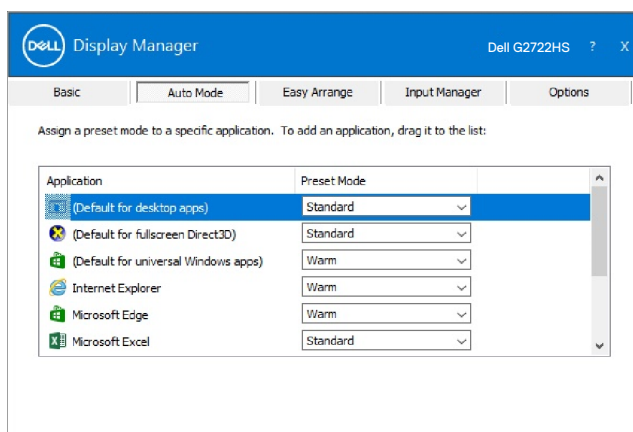 DELL Display Manager Dell G2722HS ? X
Basic Auto Mode Easy Arrange Input Manager Options
Assign a preset mode to a specific application. To add an application, drag it to the list:
Application Preset Mode
(Default for desktop apps) Standard
(Default for fullscreen Direct3D) Standard
(Default for universal Windows apps) Warm
Internet Explorer Warm
Microsoft Edge Warm
Microsoft Excel Standard